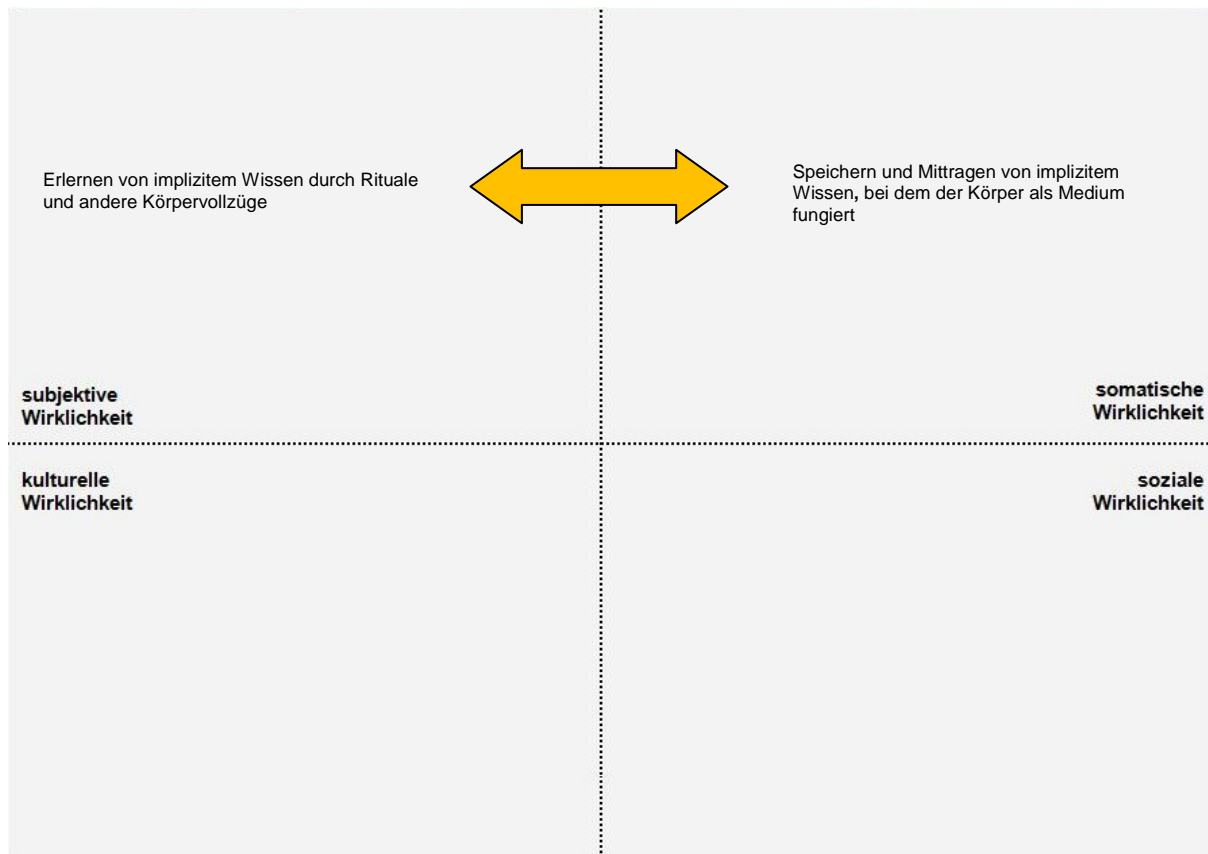 Erlernen von implizitem Wissen durch Rituale
und andere Körpervollzüge
Speichern und Mittragen von implizitem
Wissen, bei dem der Körper als Medium
fungiert
subjektive
Wirklichkeit
somatische
Wirklichkeit
kulturelle
Wirklichkeit
soziale
Wirklichkeit